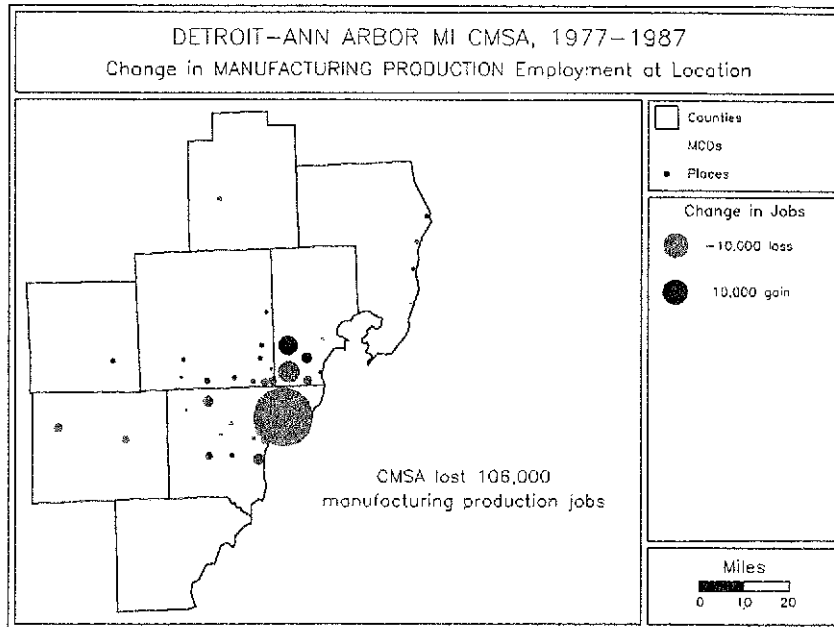 DETROIT-ANN ARBOR MI CMSA, 1977-1987
Change in MANUFACTURING PRODUCTION Employment at Location
Counties
MCDs
Places
Change in Jobs
-10,000 loss
10,000 gain
CMSA lost 106,000
manufacturing production jobs
Miles
0 10 20